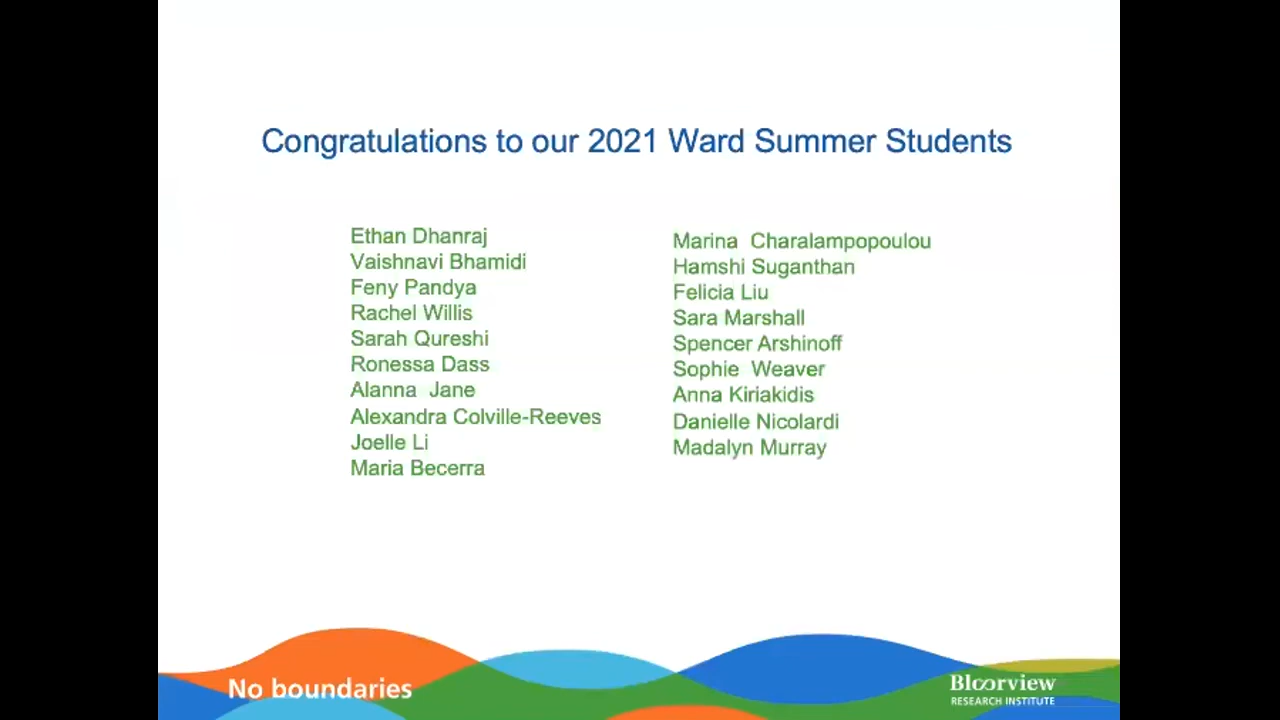 Congratulations to our 2021 Ward Summer Students
Ethan Dhanraj
Vaishnavi Bhamidi
Feny Pandya
Rachel Willis
Sarah Qureshi
Ronessa Dass
Alanna  Jane
Alexandra Colville-Reeves
Joelle Li
Maria Becerra
Marina  Charalampopoulou
Hamshi Suganthan
Felicia Liu
Sara Marshall
Spencer Arshinoff
Sophie  Weaver
Anna Kiriakidis
Danielle Nicolardi
Madalyn Murray
No boundaries
Bloorview
RESEARCH INSTITUTE